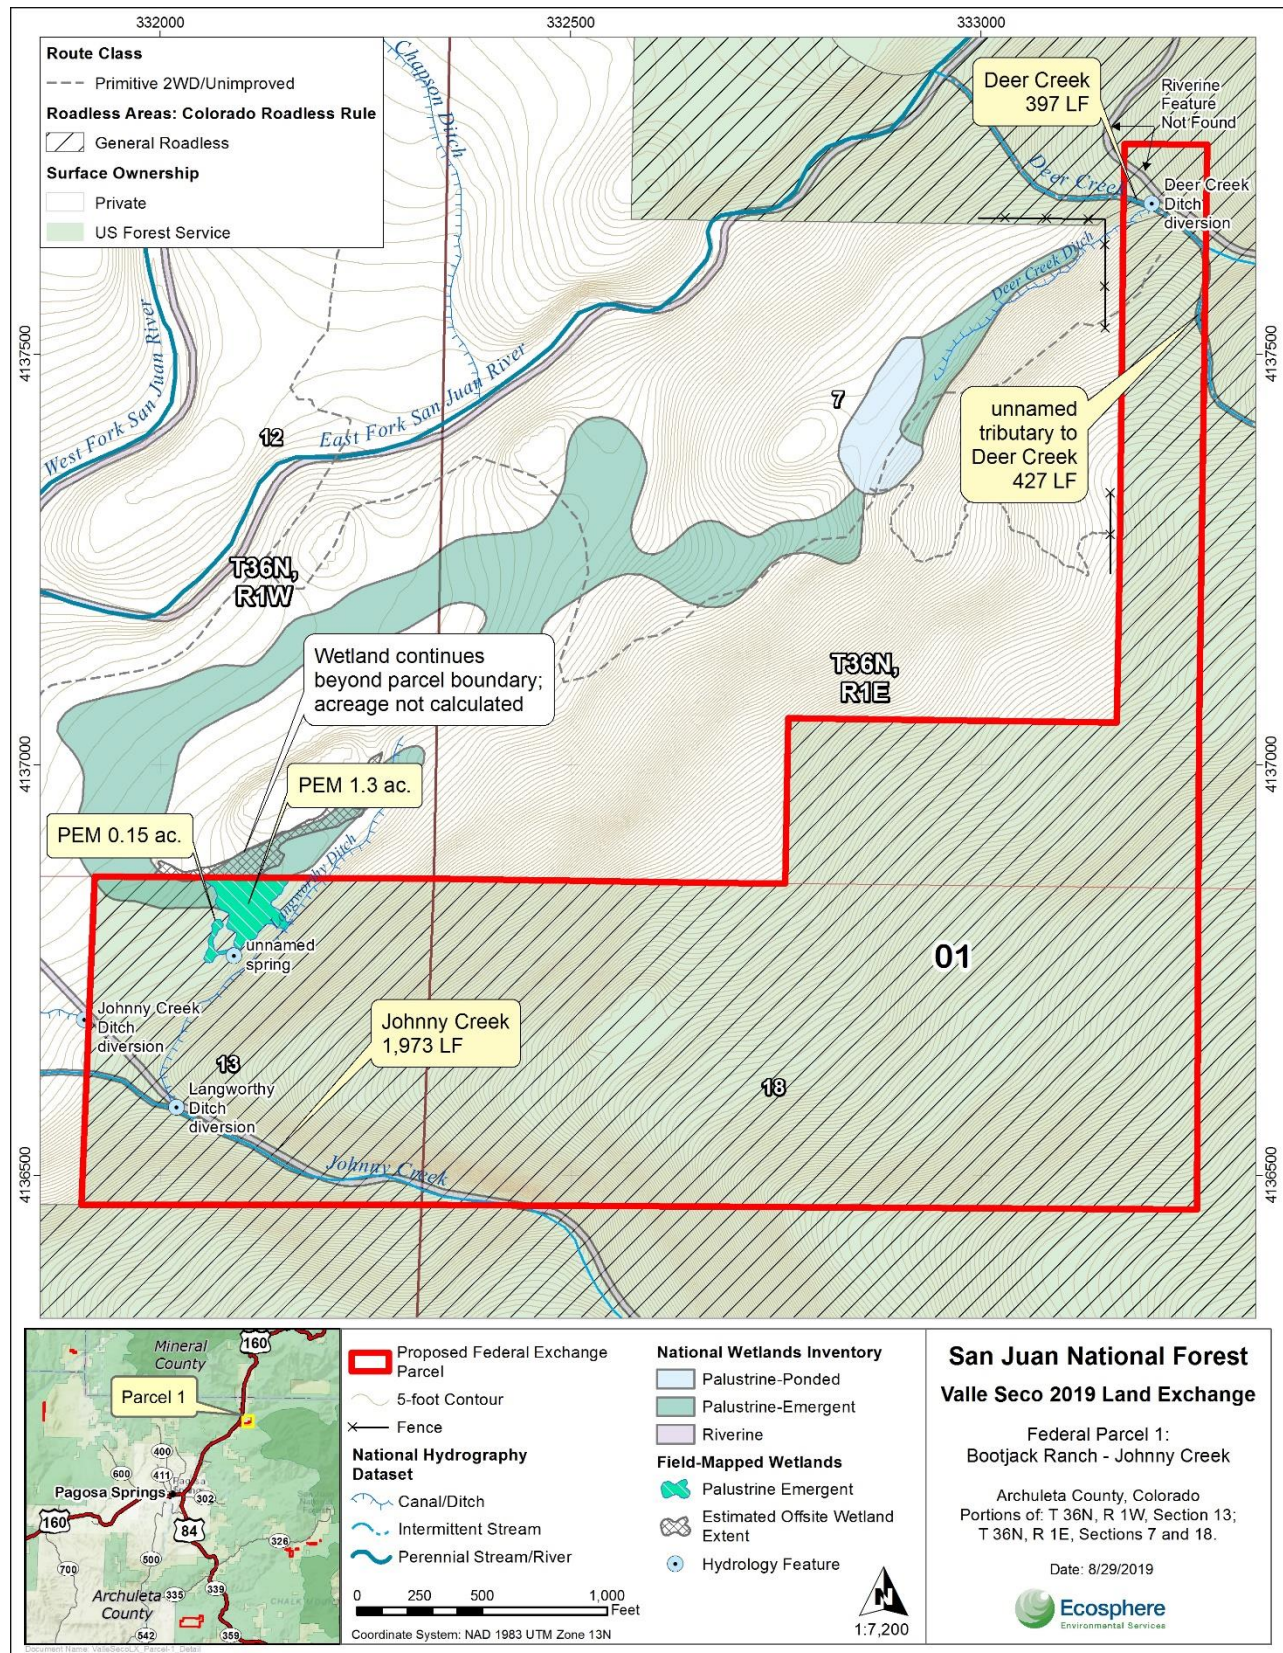 332000
332500
333000
Route Class
Primitive 2WD/Unimproved
Roadless Areas: Colorado Roadless Rule
General Roadless
Surface Ownership
Private
US Forest Service
Chapson Ditch
Deer Creek
397 LF
Riverine
Feature
Not Found
Deer Creek
Deer Creek
Ditch
diversion
Deer Creek Ditch
4137500
4137500
West Fork San Juan River
East Fork San Juan River
12
7
unnamed
tributary to
Deer Creek
427 LF
T36N,
R1W
Wetland continues
beyond parcel boundary;
acreage not calculated
T36N,
R1E
4137000
4137000
PEM 1.3 ac.
PEM 0.15 ac.
Langworthy Ditch
Langworthy Ditch
unnamed
spring
01
Johnny Creek
Ditch
diversion
Johnny Creek
1,973 LF
13
18
Langworthy
Ditch
diversion
Johnny Creek
4136500
4136500
Mineral
County
160
Parcel 1
400
600
411
Pagosa Springs
302
160
84
326
500
700
Archuleta
County
335
339
542
359
Document Name: ValleSecoLX_Parcel-1_Detail
Proposed Federal Exchange
Parcel
5-foot Contour
Fence
National Hydrography
Dataset
Canal/Ditch
Intermittent Stream
Perennial Stream/River
0 250 500 1,000
Feet
Coordinate System: NAD 1983 UTM Zone 13N
National Wetlands Inventory
Palustrine-Ponded
Palustrine-Emergent
Riverine
Field-Mapped Wetlands
Palustrine Emergent
Estimated Offsite Wetland
Extent
Hydrology Feature
N
1:7,200
San Juan National Forest
Valle Seco 2019 Land Exchange
Federal Parcel 1:
Bootjack Ranch - Johnny Creek
Archuleta County, Colorado
Portions of: T 36N, R 1W, Section 13;
T 36N, R 1E, Sections 7 and 18.
Date: 8/29/2019
Ecosphere
Environmental Services